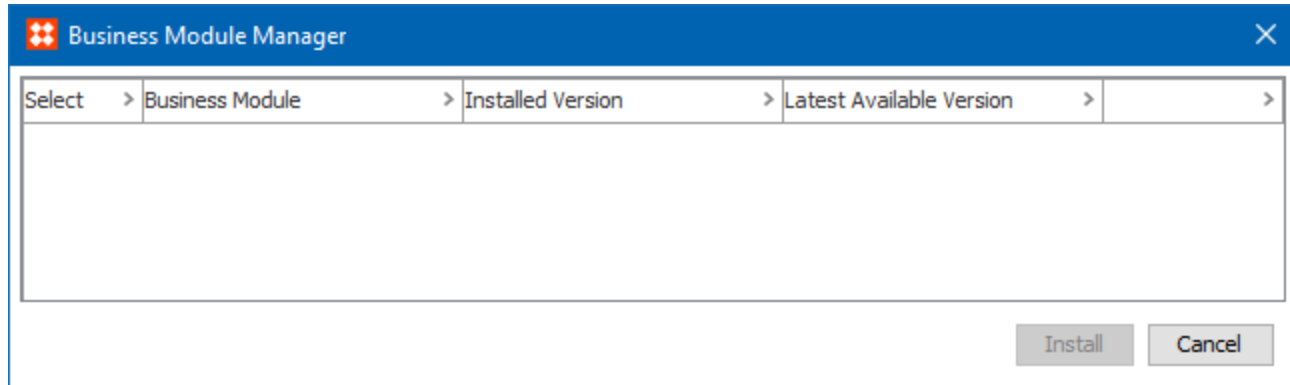 Business Module Manager
Select > Business Module > Installed Version > Latest Available Version > >
Install Cancel